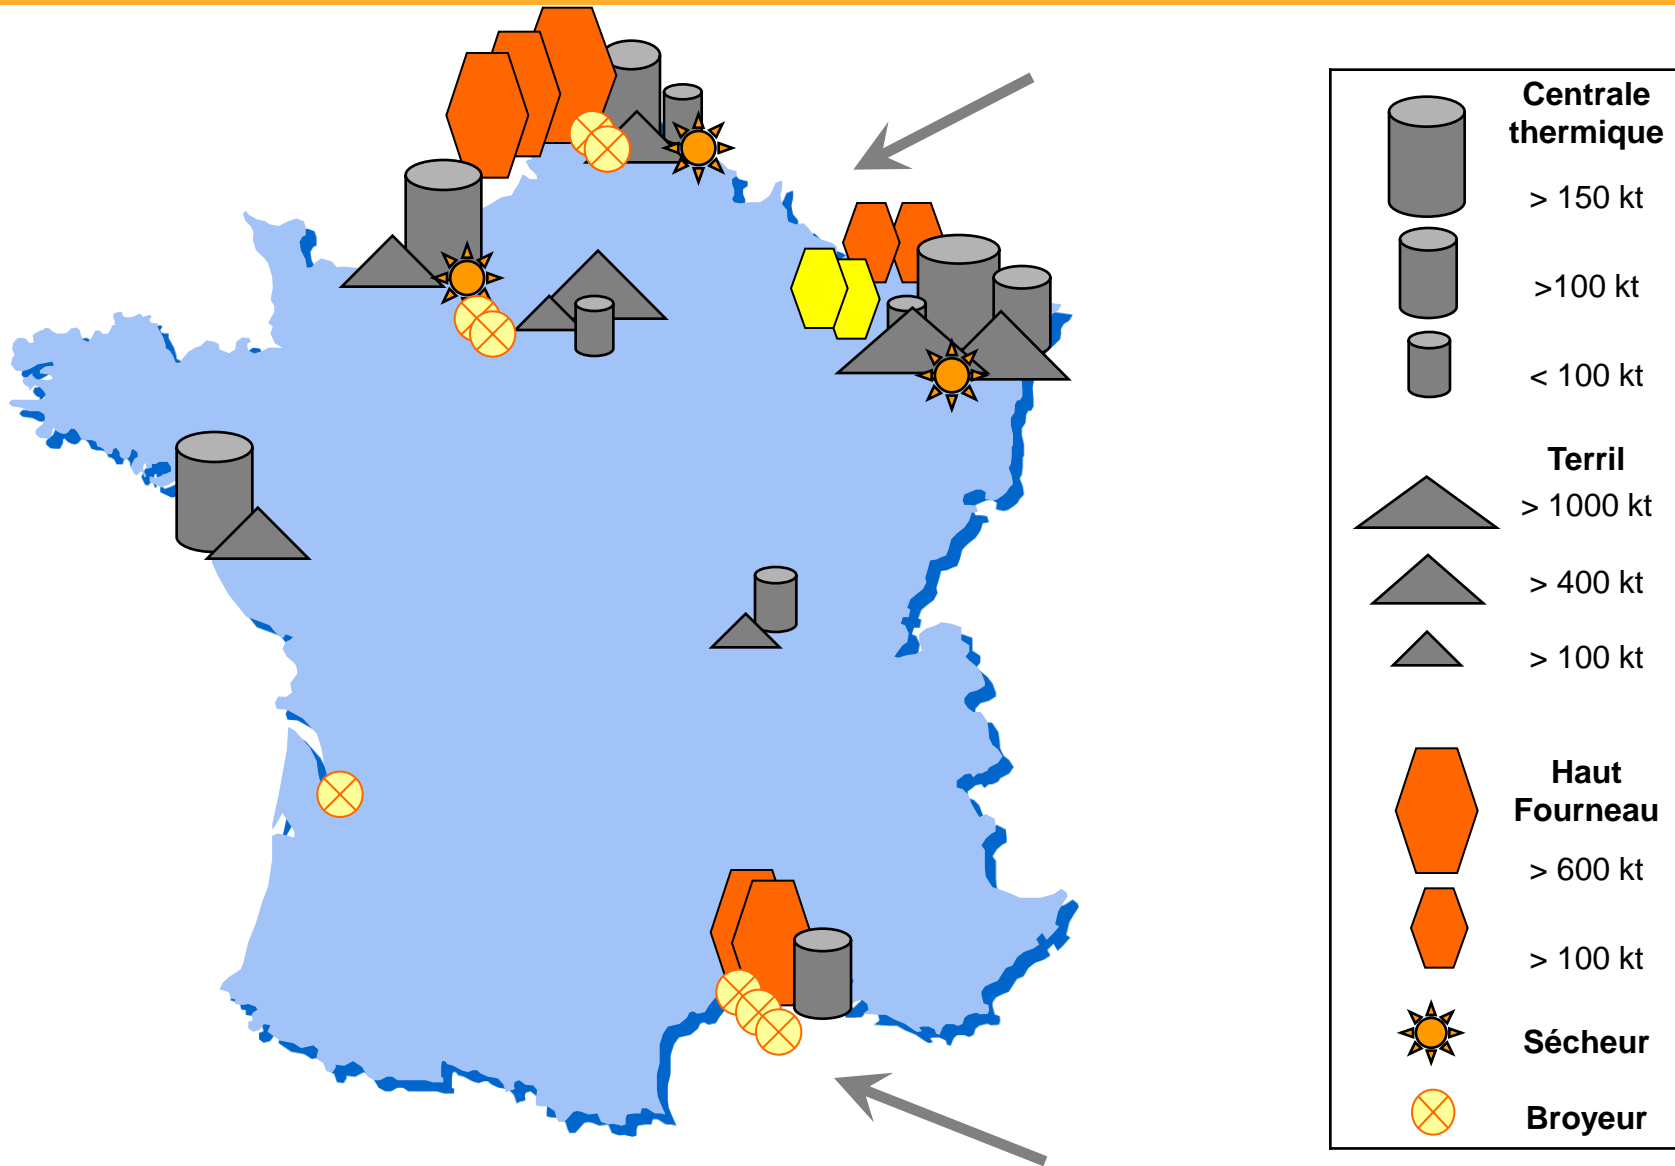 Centrale
thermique
> 150 kt
>100 kt
< 100 kt
Terril
> 1000 kt
> 400 kt
> 100 kt
Haut
Fourneau
> 600 kt
> 100 kt
Sécheur
Broyeur